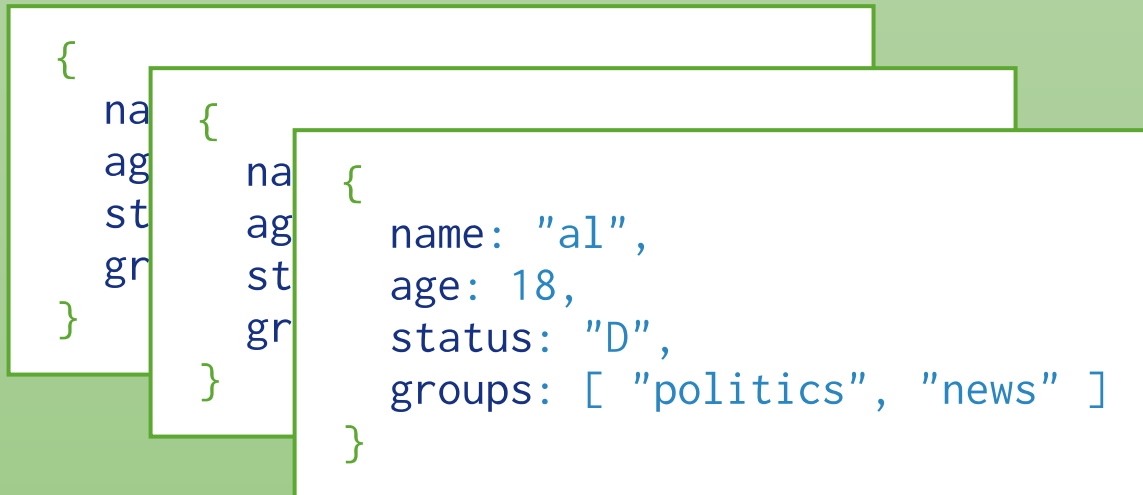 {
na
ag
st
gr
}
{
na
ag
st
gr
}
{
name: "al",
age: 18,
status: "D",
groups: [ "politics", "news" ]
}